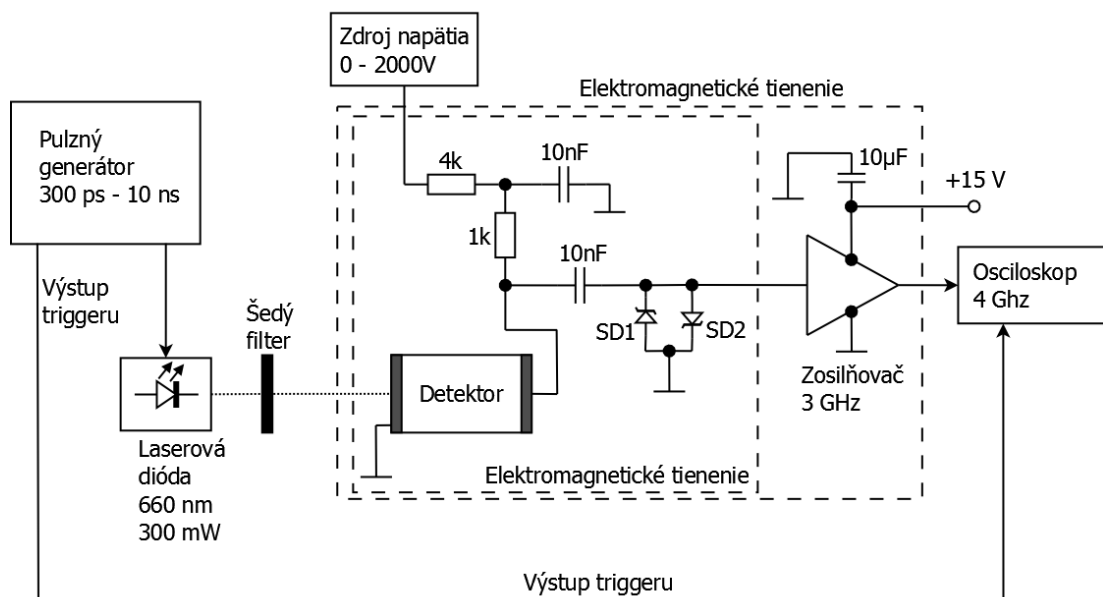 Zdroj napätia
0 - 2000V
Elektromagnetické tienenie
Pulzný
generátor
300 ps - 10 ns
4k
10nF
10µF
+15 V
1k
10nF
Výstup
triggeru
Šedý
filter
SD1
SD2
Osciloskop
4 Ghz
Detektor
Zosilňovač
3 GHz
Laserová
dióda
660 nm
300 mW
Elektromagnetické tienenie
Výstup triggeru